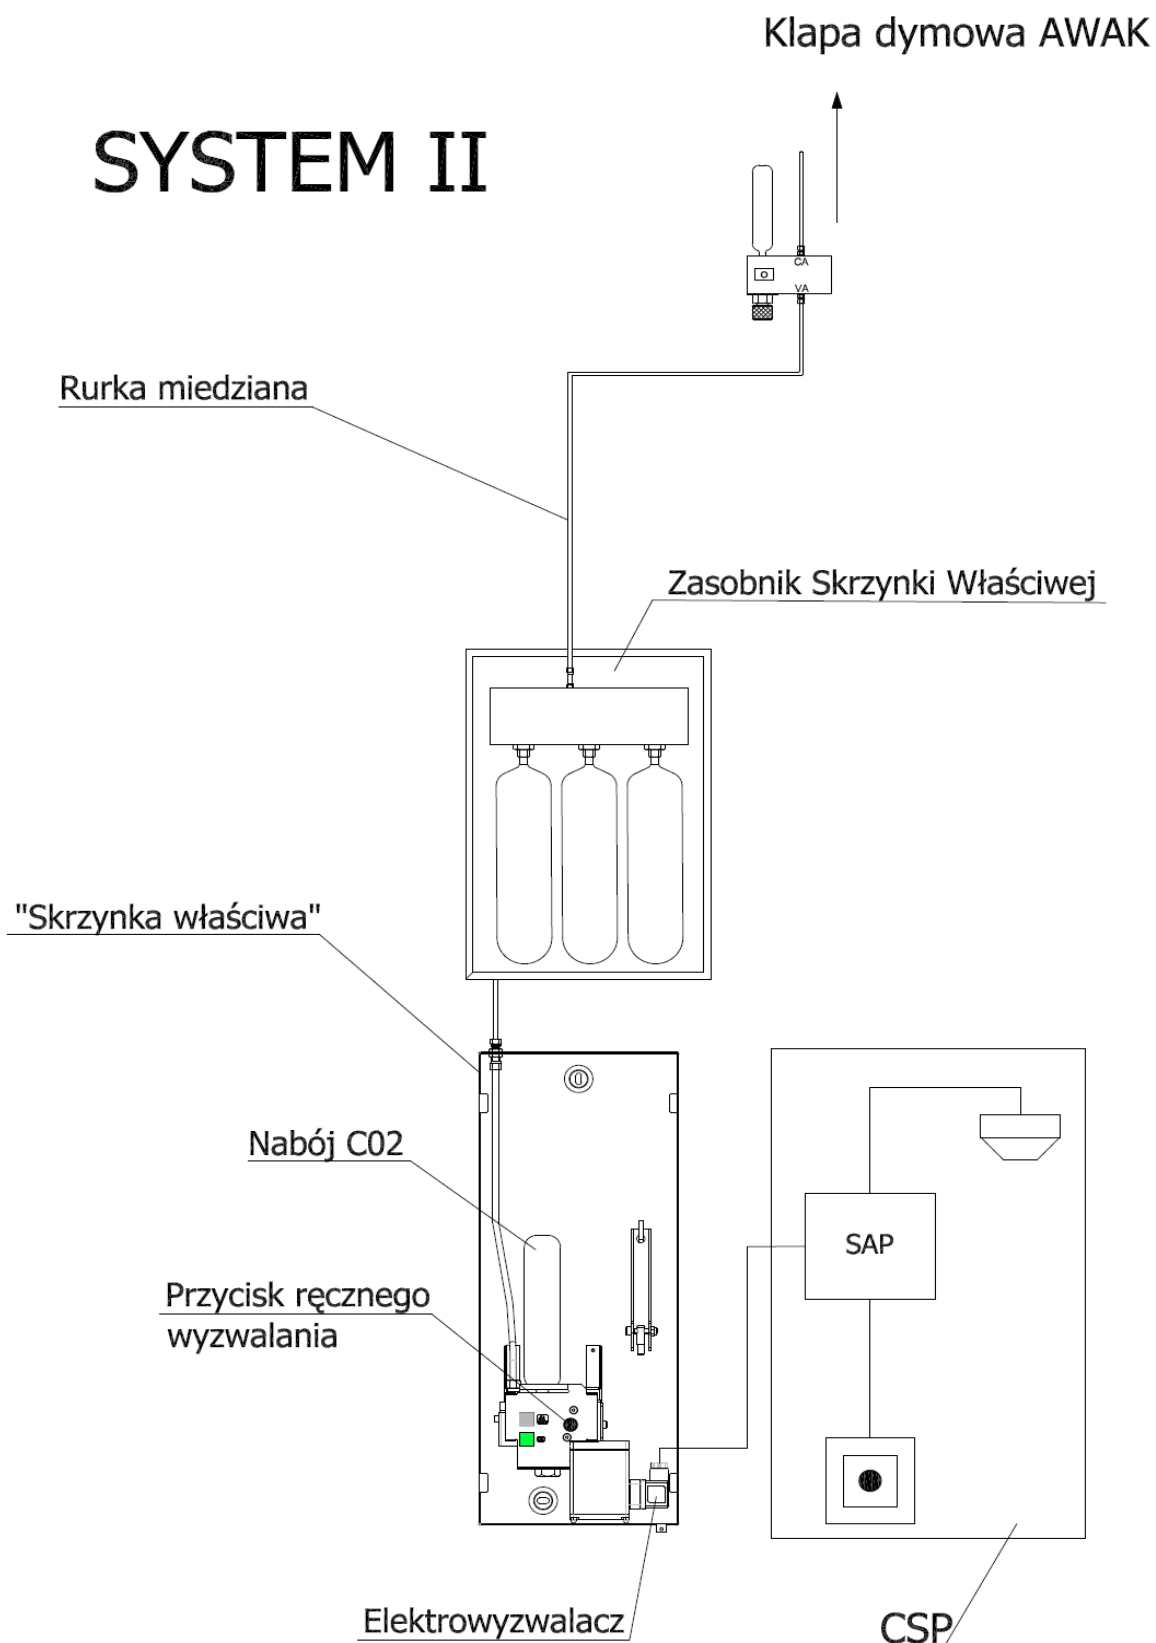 Klapa dymowa AWAK
SYSTEM II
CA
VA
Rurka miedziana
Zasobnik Skrzynki Właściwej
"Skrzynka właściwa"
Nabój C02
SAP
Przycisk ręcznego
wyzwalania
Elektrowyzwalacz
CSP